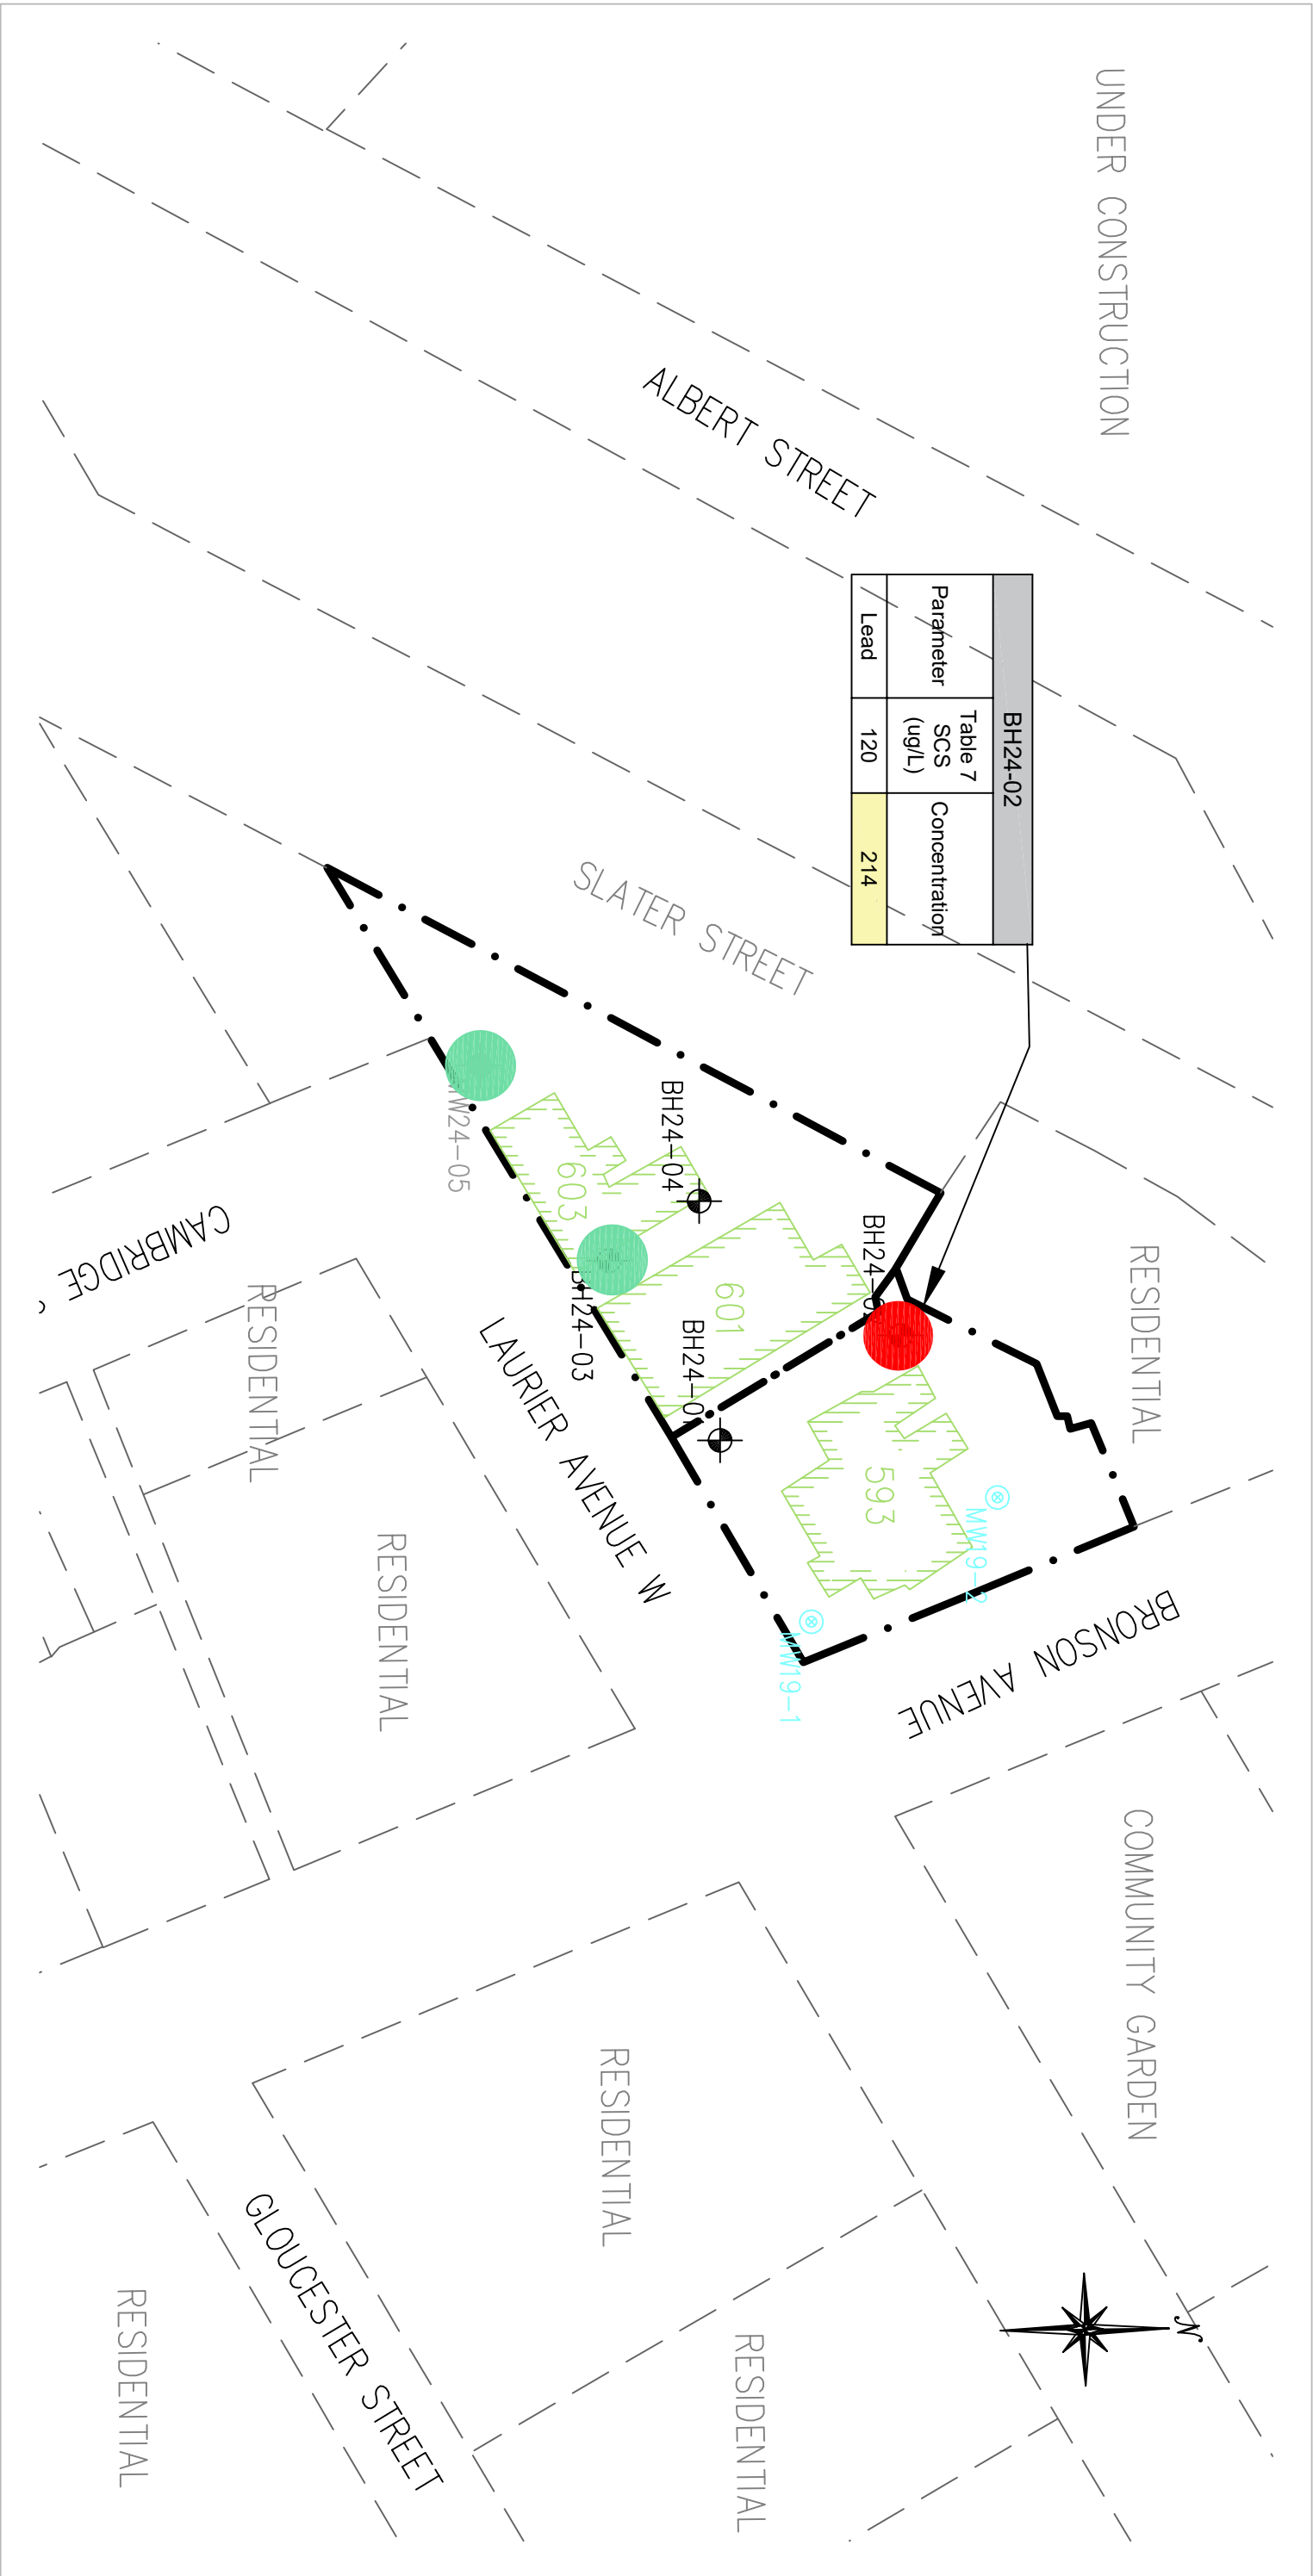 UNDER CONSTRUCTION
ALBERT STREET
BH24-02
Parameter
Table 7
SCS
(ug/L)
Concentration
Lead
120
214
SLATER STREET
RESIDENTIAL
BH24-04
MW24-05
603
BH24-03
601
593
MW19-2
MW19-1
CAMBRIDGE
LAURIER AVENUE W
BRONSON AVENUE
RESIDENTIAL
RESIDENTIAL
COMMUNITY GARDEN
RESIDENTIAL
RESIDENTIAL
RESIDENTIAL
GLOUCESTER STREET
N